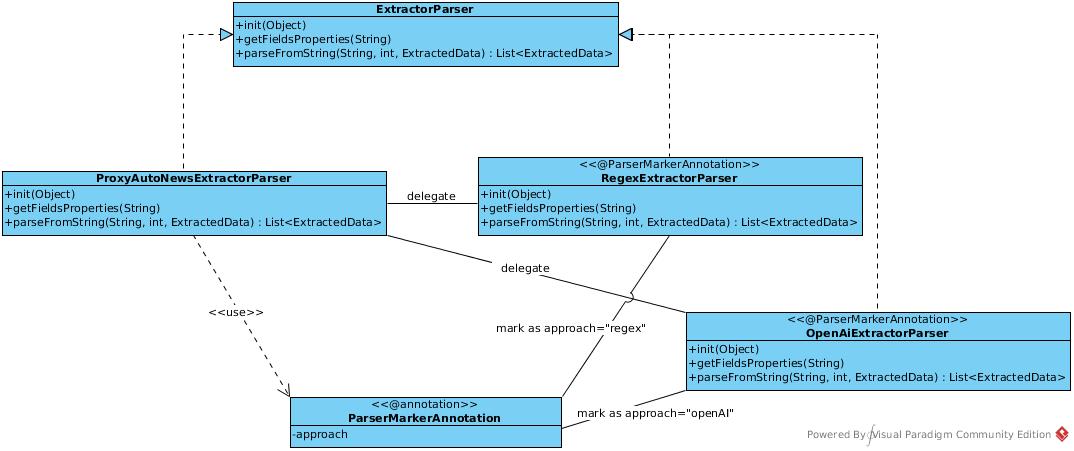 ExtractorParser
+init(Object)
+getFieldsProperties(String)
+parseFromString(String, int, ExtractedData) : List<ExtractedData>
ProxyAutoNewsExtractorParser
+init(Object)
+getFieldsProperties(String)
+parseFromString(String, int, ExtractedData) : List<ExtractedData>
delegate
<<@ParserMarkerAnnotation>>
RegexExtractorParser
+init(Object)
+getFieldsProperties(String)
+parseFromString(String, int, ExtractedData) : List<ExtractedData>
delegate
<<use>>
mark as approach="regex"
<<@ParserMarkerAnnotation>>
OpenAiExtractorParser
+init(Object)
+getFieldsProperties(String)
+parseFromString(String, int, ExtractedData) : List<ExtractedData>
<<@annotation>>
ParserMarkerAnnotation
-approach
mark as approach="openAI"
Powered By Visual Paradigm Community Edition